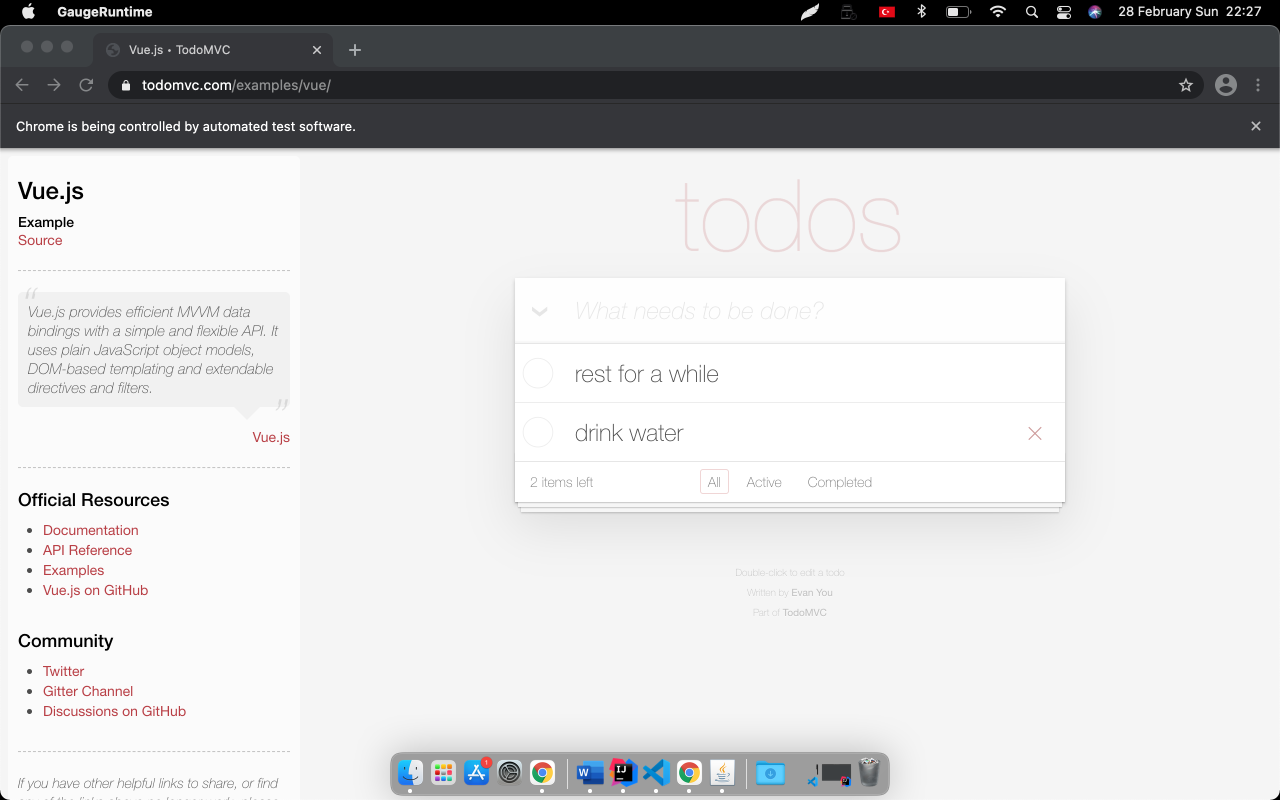 GaugeRuntime
28 February Sun 22:27
Vue.js • TodoMVC
todomvc.com/examples/vue/
Chrome is being controlled by automated test software.
Vue.js
Example
Source
Vue.js provides efficient MVVM data
bindings with a simple and flexible API. It
uses plain JavaScript object models,
DOM-based templating and extendable
directives and filters.
Vue.js
Official Resources
Documentation
API Reference
Examples
Vue.js on GitHub
Community
Twitter
Gitter Channel
Discussions on GitHub
If you have other helpful links to share, or find
todos
What needs to be done?
rest for a while
drink water
2 items left
All
Active
Completed
Double-click to edit a todo
Written by Evan You
Part of TodoMVC